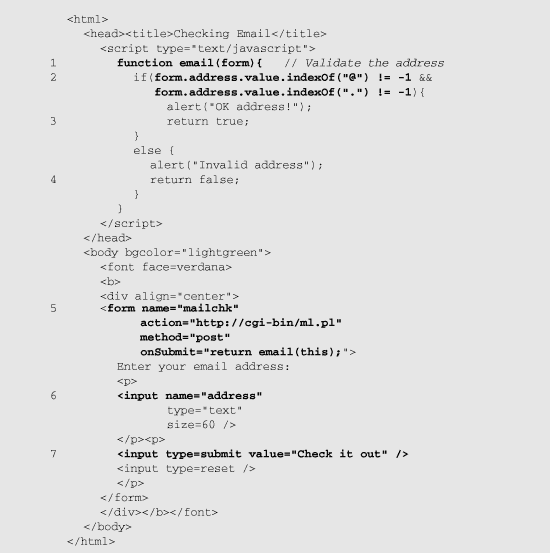 <html>
<head><title>Checking Email</title>
<script type="text/javascript">
1 function email(form){ // Validate the address
2 if(form.address.value.indexOf("@") != -1 &&
form.address.value.indexOf(".") != -1){
alert("OK address!");
3 return true;
}
else {
alert("Invalid address");
4 return false;
}
}
</script>
</head>
<body bgcolor="lightgreen">
<font face=verdana>
<b>
<div align="center">
5 <form name="mailchk"
action="http://cgi-bin/ml.pl"
method="post"
onSubmit="return email(this);">
Enter your email address:
<p>
6 <input name="address"
type="text"
size=60 />
</p><p>
7 <input type=submit value="Check it out" />
<input type=reset />
</p>
</form>
</div></b></font>
</body>
</html>